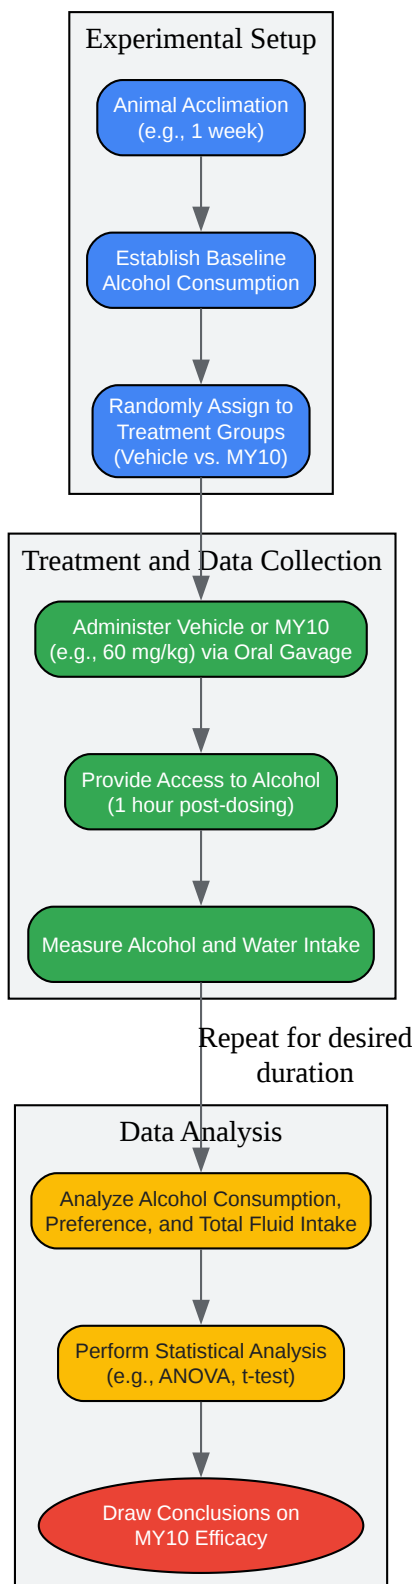 Experimental Setup
Animal Acclimation
(e.g., 1 week)
Establish Baseline
Alcohol Consumption
Randomly Assign to
Treatment Groups
(Vehicle vs. MY10)
Treatment and Data Collection
Administer Vehicle or MY10
(e.g., 60 mg/kg) via Oral Gavage
Provide Access to Alcohol
(1 hour post-dosing)
Measure Alcohol and Water Intake
Repeat for desired
duration
Data Analysis
Analyze Alcohol Consumption,
Preference, and Total Fluid Intake
Perform Statistical Analysis
(e.g., ANOVA, t-test)
Draw Conclusions on
MY10 Efficacy